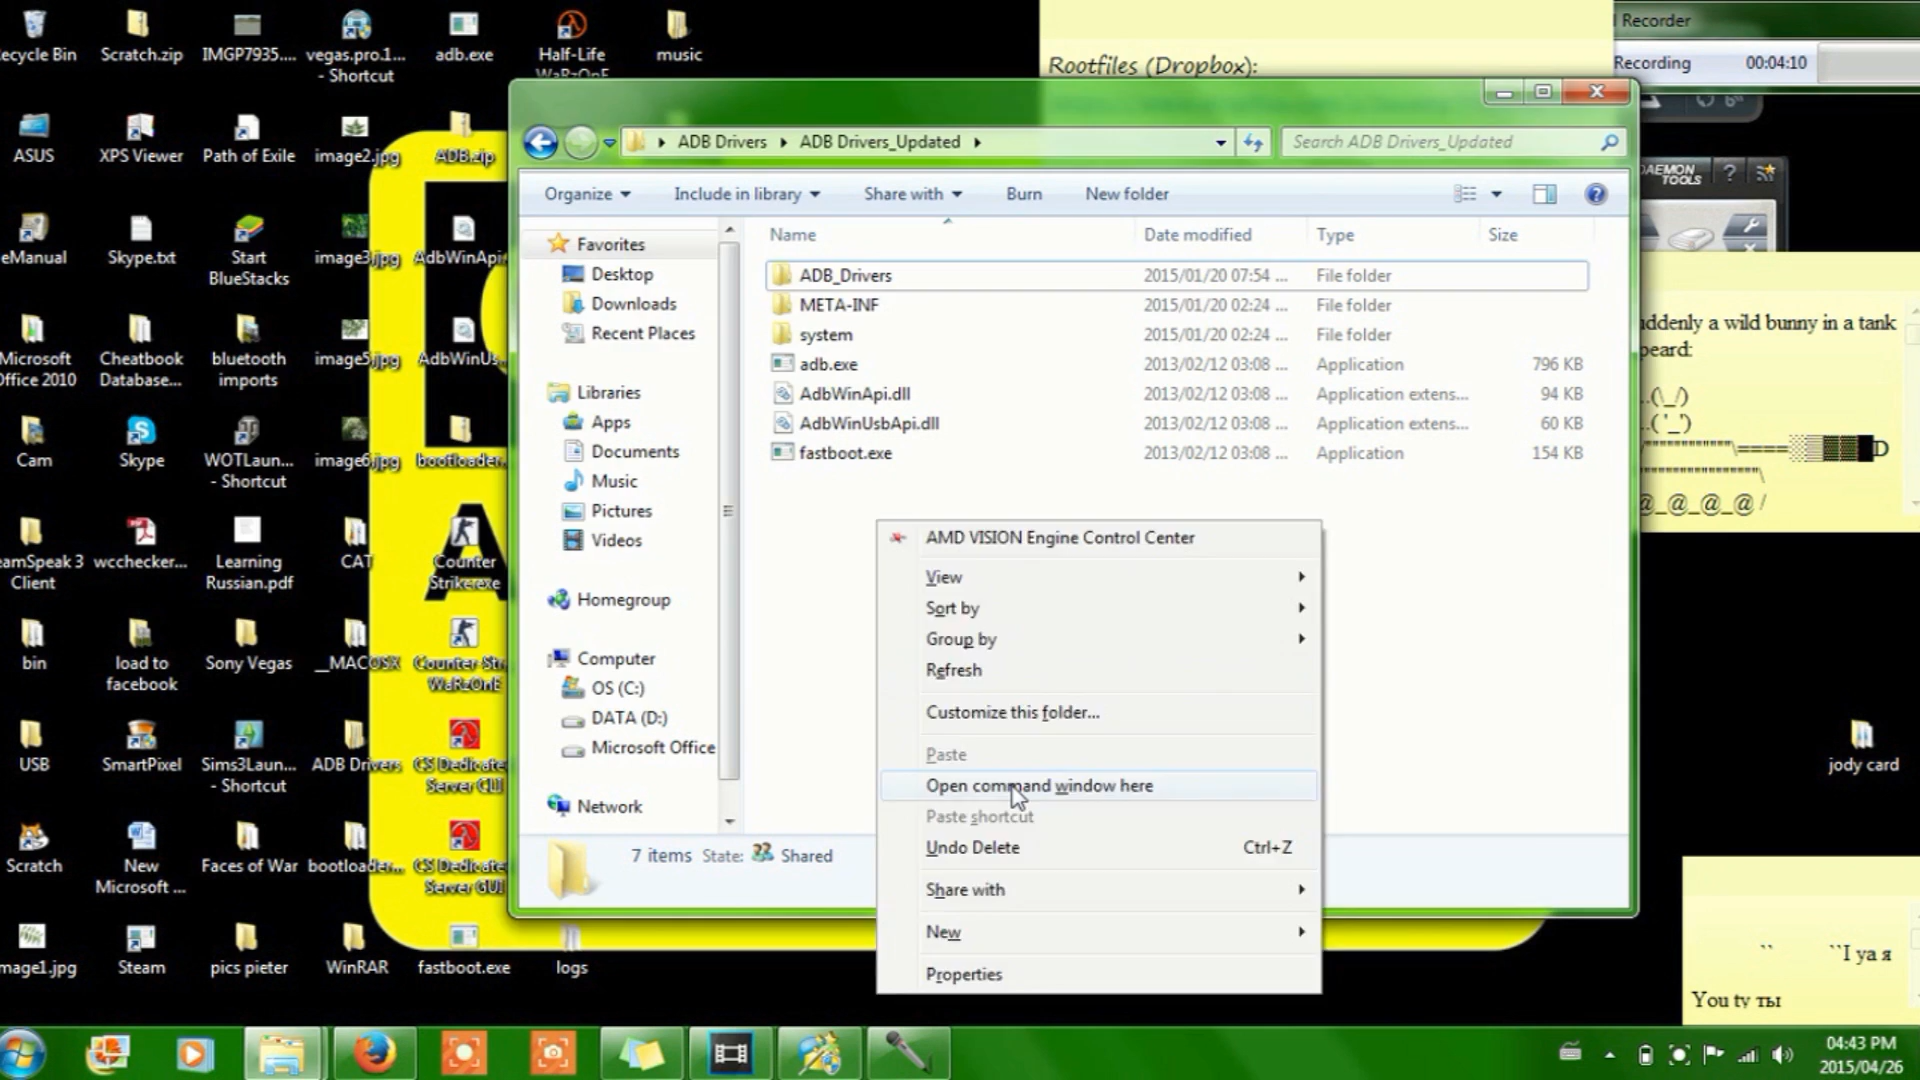 ecycle Bin
Scratch.zip
IMGP7935....
vegas.pro.1... - Shortcut
adb.exe
Half-Life WaRzOnE
music
ASUS
XPS Viewer
Path of Exile
image2.jpg
ADB.zip
eManual
Skype.txt
Start BlueStacks
image3.jpg
AdbWinApi
Microsoft Office 2010
Cheatbook Database...
bluetooth imports
image5.jpg
AdbWinUs...
Cam
Skype
WOTLaun... - Shortcut
image6.jpg
bootloader.
eamSpeak 3 Client
wcchecker...
Learning Russian.pdf
CAT
Counter Strike.exe
bin
load to facebook
Sony Vegas
__MACOSX
Counter-Str WaRzOnE
USB
SmartPixel
Sims3Laun... - Shortcut
ADB Drivers
CS Dedicate Server CLI
Scratch
New Microsoft ...
Faces of War
bootloader...
CS Dedicate Server GUI
mage1.jpg
Steam
pics pieter
WinRAR
fastboot.exe
logs
Rootfiles (Dropbox):
Recorder
Recording 00:04:10
ADB Drivers
ADB Drivers_Updated
Search ADB Drivers_Updated
Organize
Include in library
Share with
Burn
New folder
Favorites
Desktop
Downloads
Recent Places
Libraries
Apps
Documents
Music
Pictures
Videos
Homegroup
Computer
OS (C:)
DATA (D:)
Microsoft Office
Network
Name Date modified Type Size
ADB_Drivers 2015/01/20 07:54 ... File folder
META-INF 2015/01/20 02:24 ... File folder
system 2015/01/20 02:24 ... File folder
adb.exe 2013/02/12 03:08 ... Application 796 KB
AdbWinApi.dll 2013/02/12 03:08 ... Application extens... 94 KB
AdbWinUsbApi.dll 2013/02/12 03:08 ... Application extens... 60 KB
fastboot.exe 2013/02/12 03:08 ... Application 154 KB
7 items State: Shared
AMD VISION Engine Control Center
View
Sort by
Group by
Refresh
Customize this folder...
Paste
Open command window here
Paste shortcut
Undo Delete Ctrl+Z
Share with
New
Properties
DAEMON TOOLS
uddenly a wild bunny in a tank
peard:
..(\_/)
..( '_')
@_@_@_@ /
jody card
`` ``I ya я
You ty ты
04:43 PM
2015/04/26